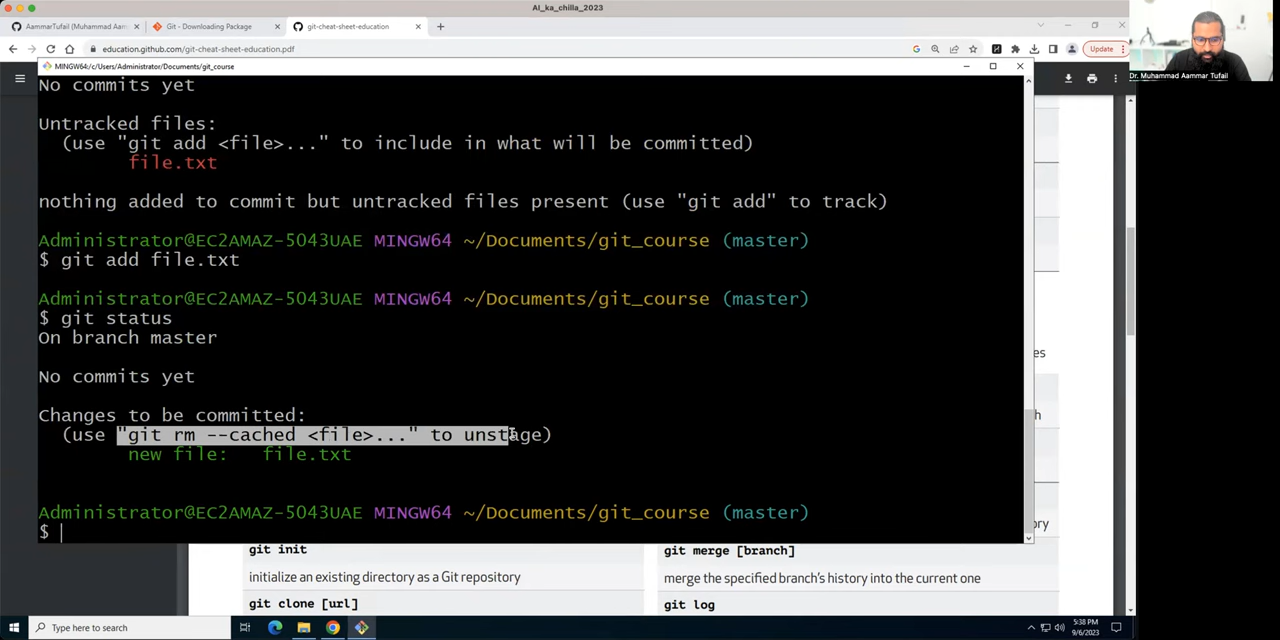 AI_ka_chilla_2023
AammarTufail (Muhammad Aamm
Git - Downloading Package
git-cheat-sheet-education
education.github.com/git-cheat-sheet-education.pdf
Update
Dr. Muhammad Aammar Tufail
MINGW64:/c/Users/Administrator/Documents/git_course
No commits yet
Untracked files:
(use "git add <file>..." to include in what will be committed)
file.txt
nothing added to commit but untracked files present (use "git add" to track)
Administrator@EC2AMAZ-5043UAE MINGW64 ~/Documents/git_course (master)
$ git add file.txt
Administrator@EC2AMAZ-5043UAE MINGW64 ~/Documents/git_course (master)
$ git status
On branch master
No commits yet
Changes to be committed:
(use "git rm --cached <file>..." to unstage)
new file: file.txt
Administrator@EC2AMAZ-5043UAE MINGW64 ~/Documents/git_course (master)
$
git init
initialize an existing directory as a Git repository
git clone [url]
git merge [branch]
merge the specified branch's history into the current one
git log
Type here to search
5:38 PM
9/6/2023